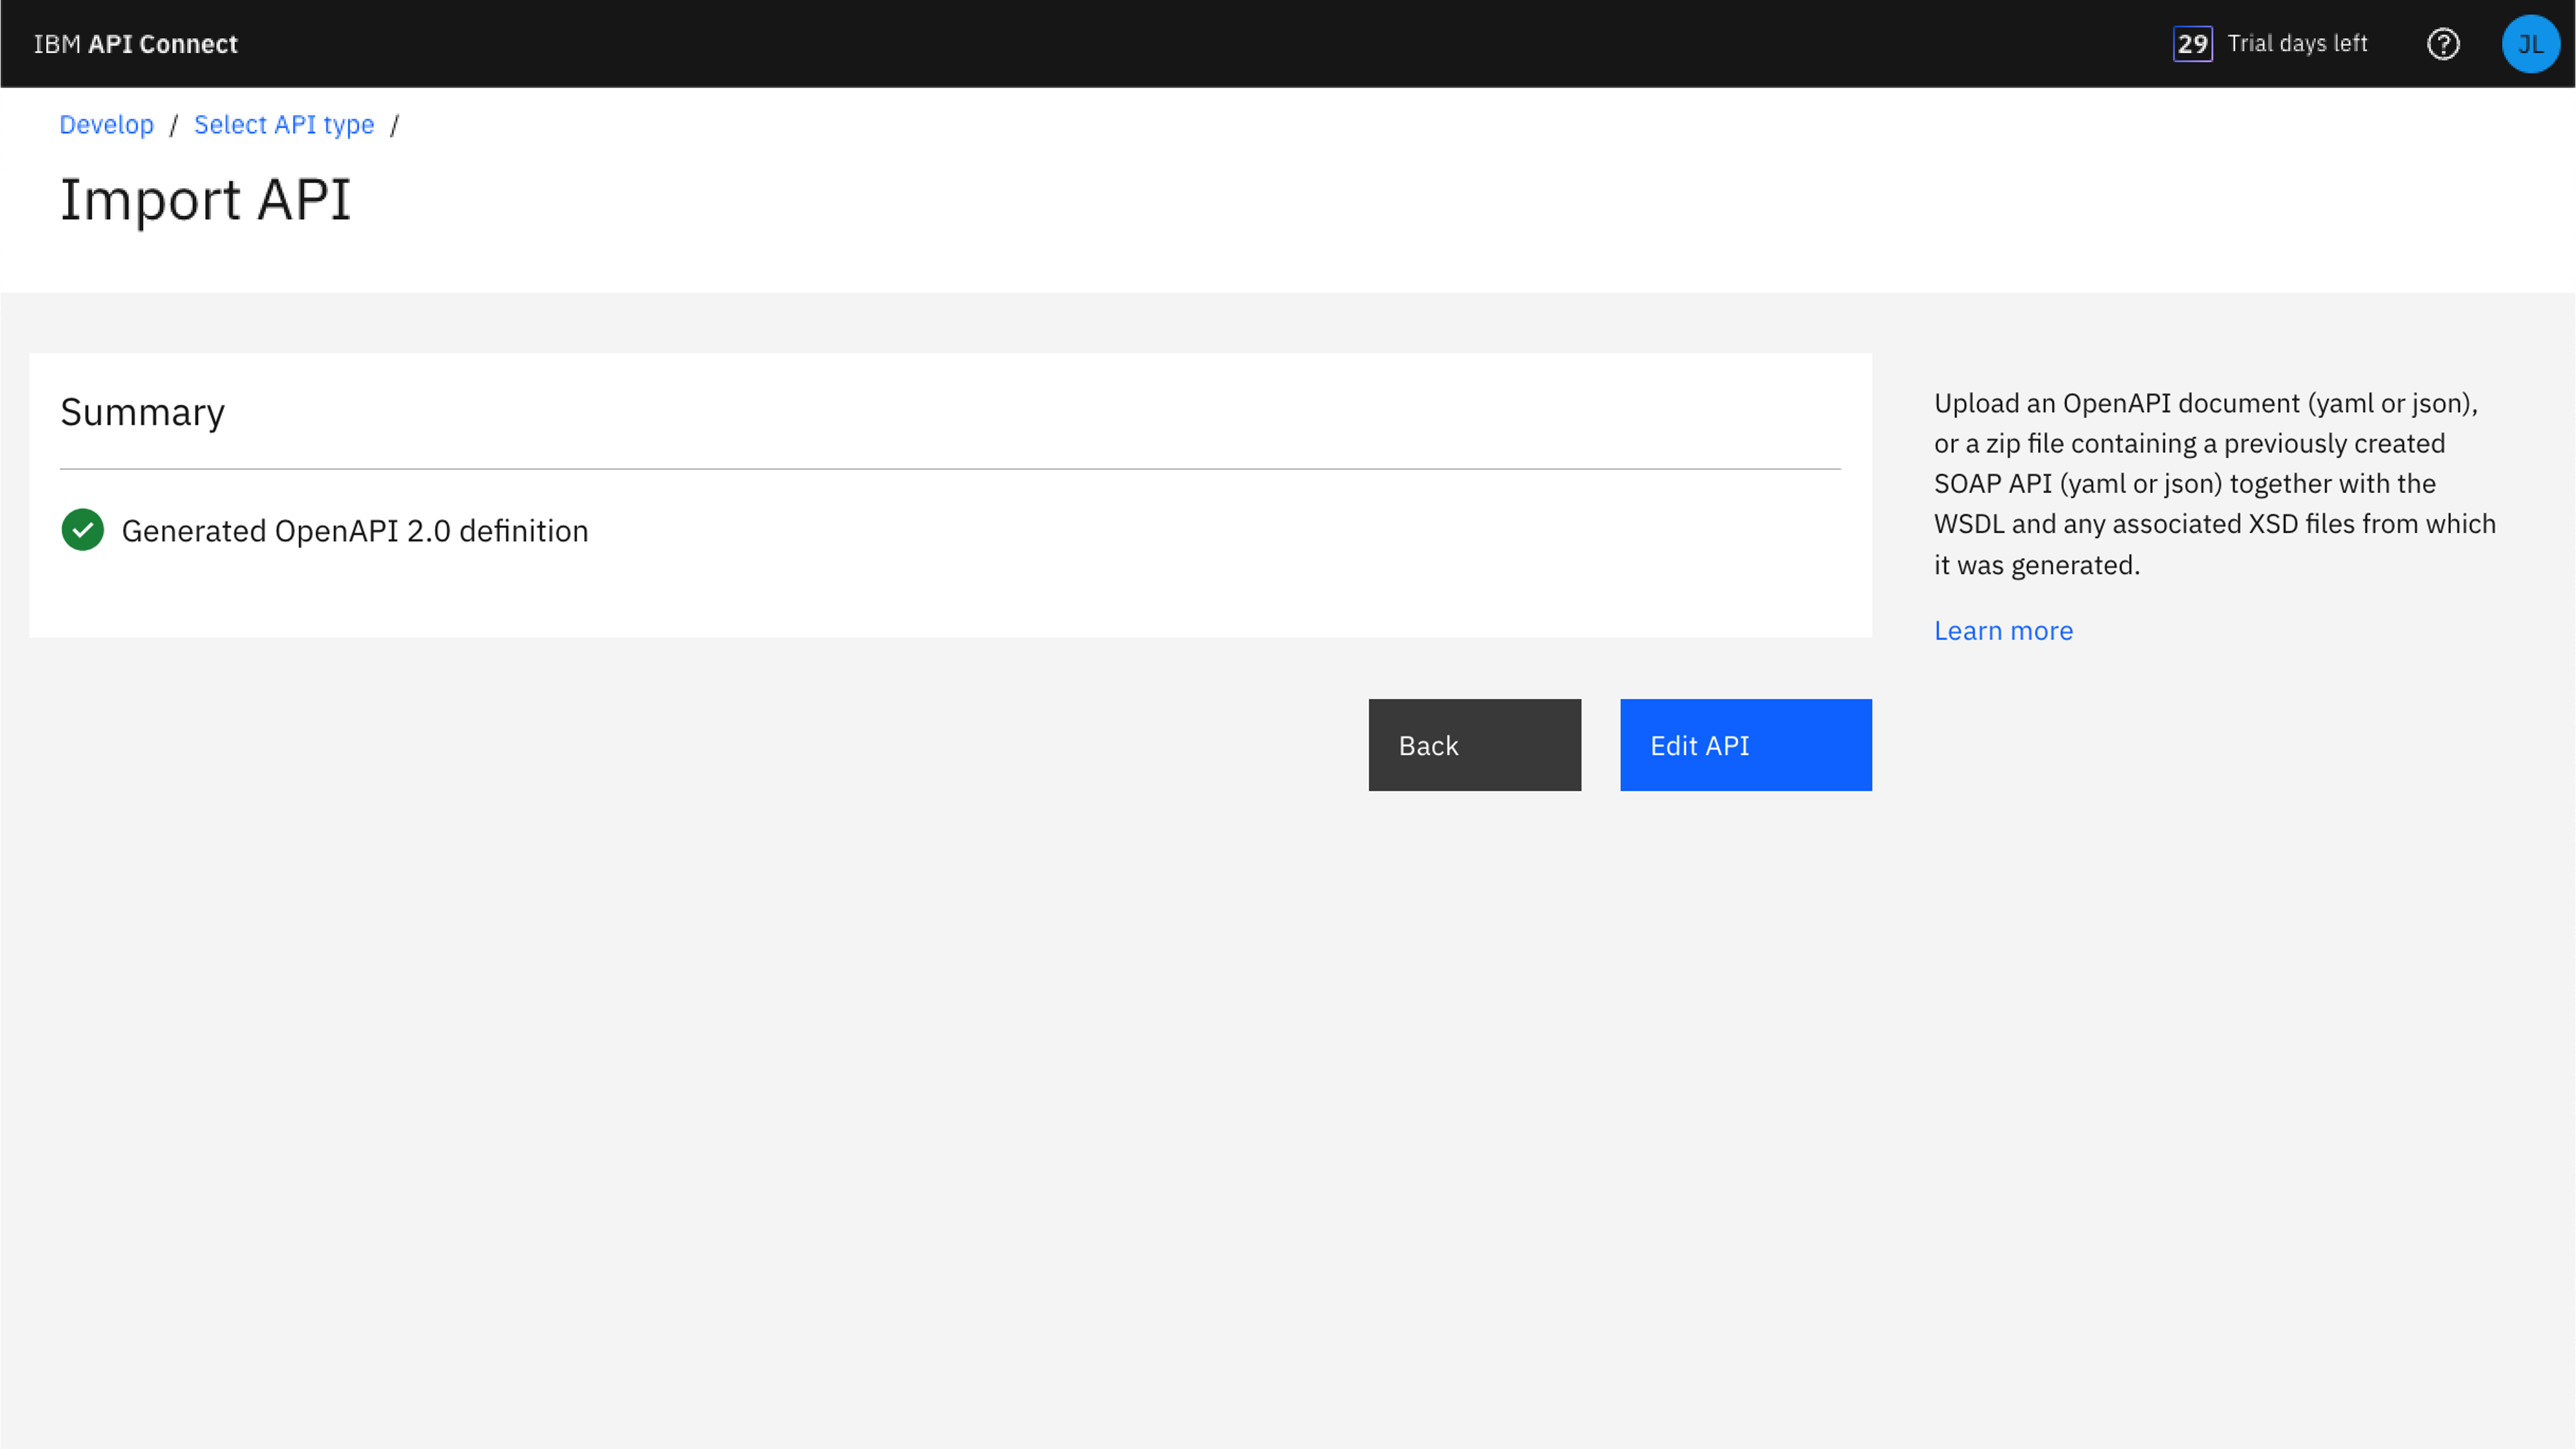 IBM API Connect
29 Trial days left
JL
Develop / Select API type /
Import API
Summary
Generated OpenAPI 2.0 definition
Upload an OpenAPI document (yaml or json),
or a zip file containing a previously created
SOAP API (yaml or json) together with the
WSDL and any associated XSD files from which
it was generated.
Learn more
Back
Edit API